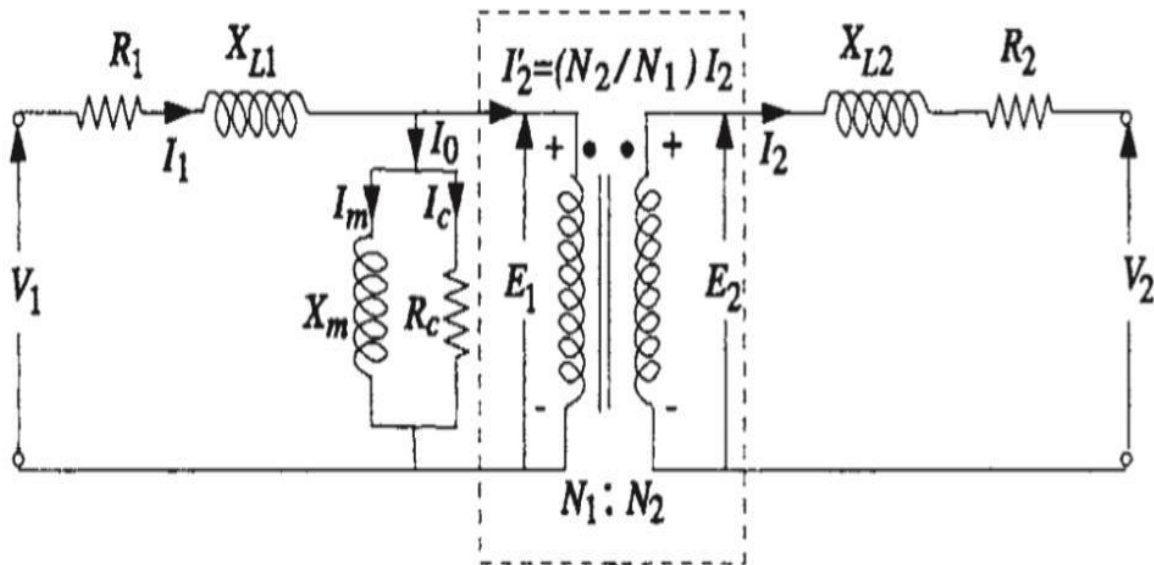 R1
XL1
I'2=(N2/N1) I2
XL2
R2
I1
I0
+ +
I2
Im
Ic
V1
Xm
Rc
E1
E2
V2
- -
N1 : N2